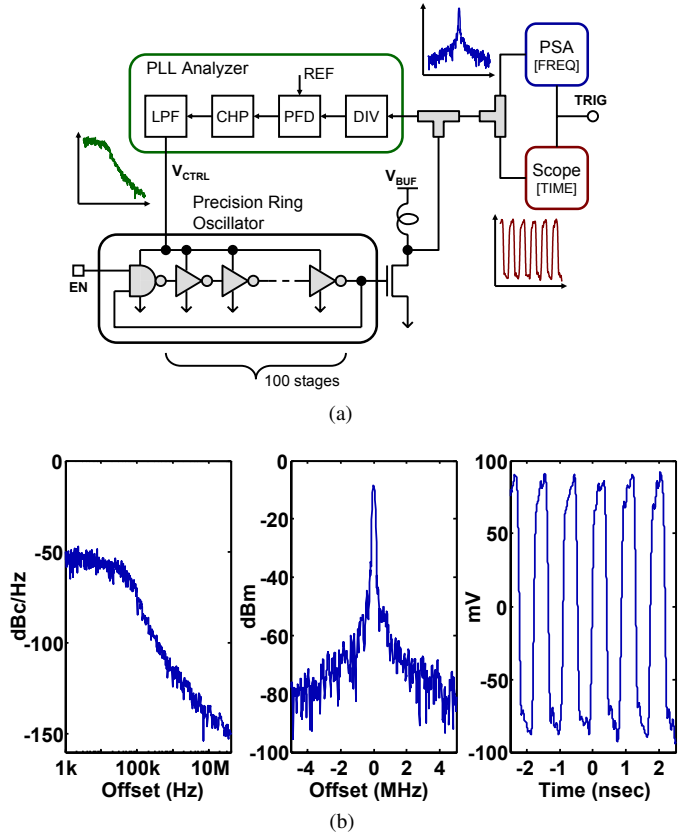 PLL Analyzer
REF
LPF
CHP
PFD
DIV
PSA
[FREQ]
TRIG
Scope
[TIME]
VCTRL
VBUF
Precision Ring
Oscillator
EN
100 stages
(a)
0
-50
-100
-150
dBc/Hz
1k
100k
10M
Offset (Hz)
0
-20
-40
-60
-80
-100
dBm
-4
-2
0
2
4
Offset (MHz)
100
50
0
-50
-100
mV
-2
-1
0
1
2
Time (nsec)
(b)